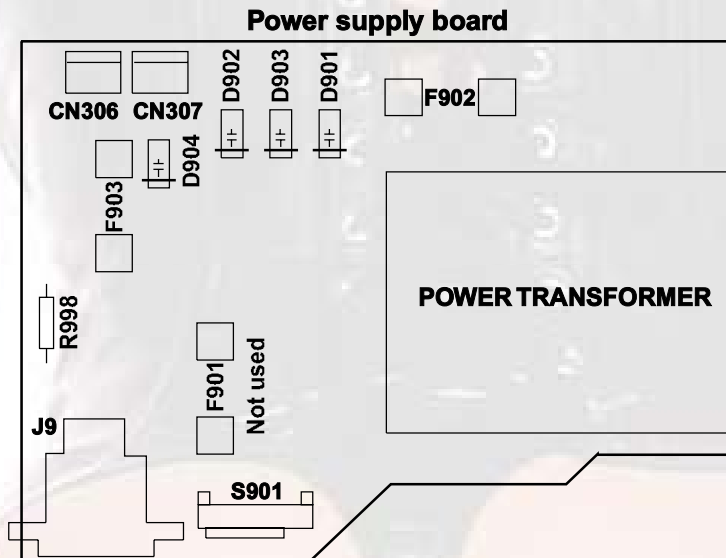 Power supply board
CN306
CN307
D902
D903
D901
F902
D904
F903
POWER TRANSFORMER
R998
F901
Not used
J9
S901